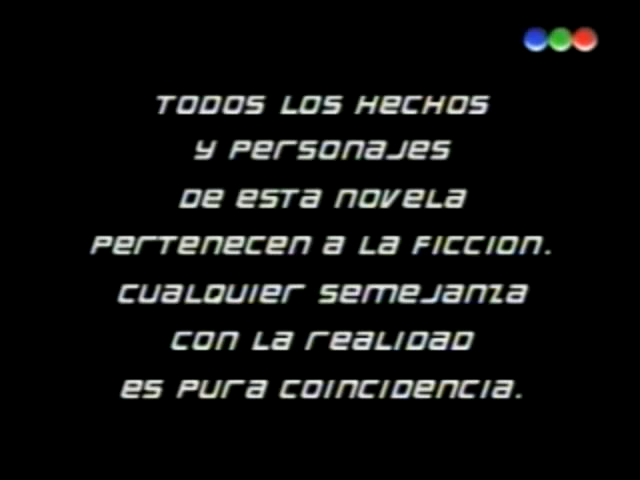 TODOS LOS HECHOS
Y PERSONAJES
DE ESTA NOVELA
PERTENECEN A LA FICCION.
CUALQUIER SEMEJANZA
CON LA REALIDAD
ES PURA COINCIDENCIA.